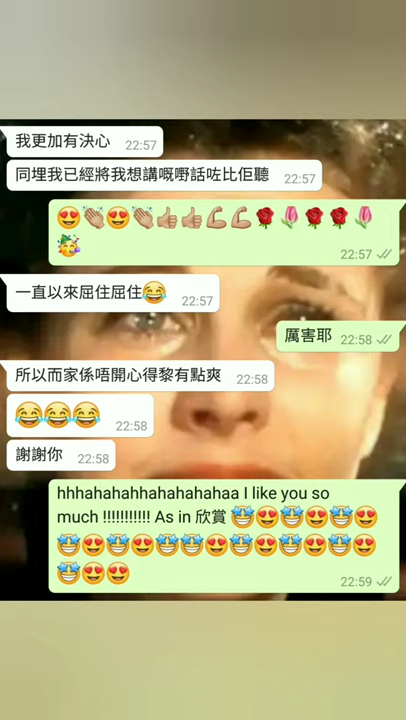 我更加有決心 22:57
同埋我已經將我想講嘅嘢話咗比佢聽 22:57
😍👏🏽😍👏🏽👍🏽👍🏽💪🏽💪🏽🌹🌷🌹🌹🌷
🥳 22:57
一直以來屈住屈住😂 22:57
厲害耶 22:58
所以而家係唔開心得黎有點爽 22:58
😂😂😂 22:58
謝謝你 22:58
hhhahahahhahahahahaa I like you so
much !!!!!!!!!!! As in 欣賞 🤩😍🤩😍🤩😍
🤩😍🤩😍🤩🤩😍🤩😍🤩😍🤩😍
🤩😍😍 22:59